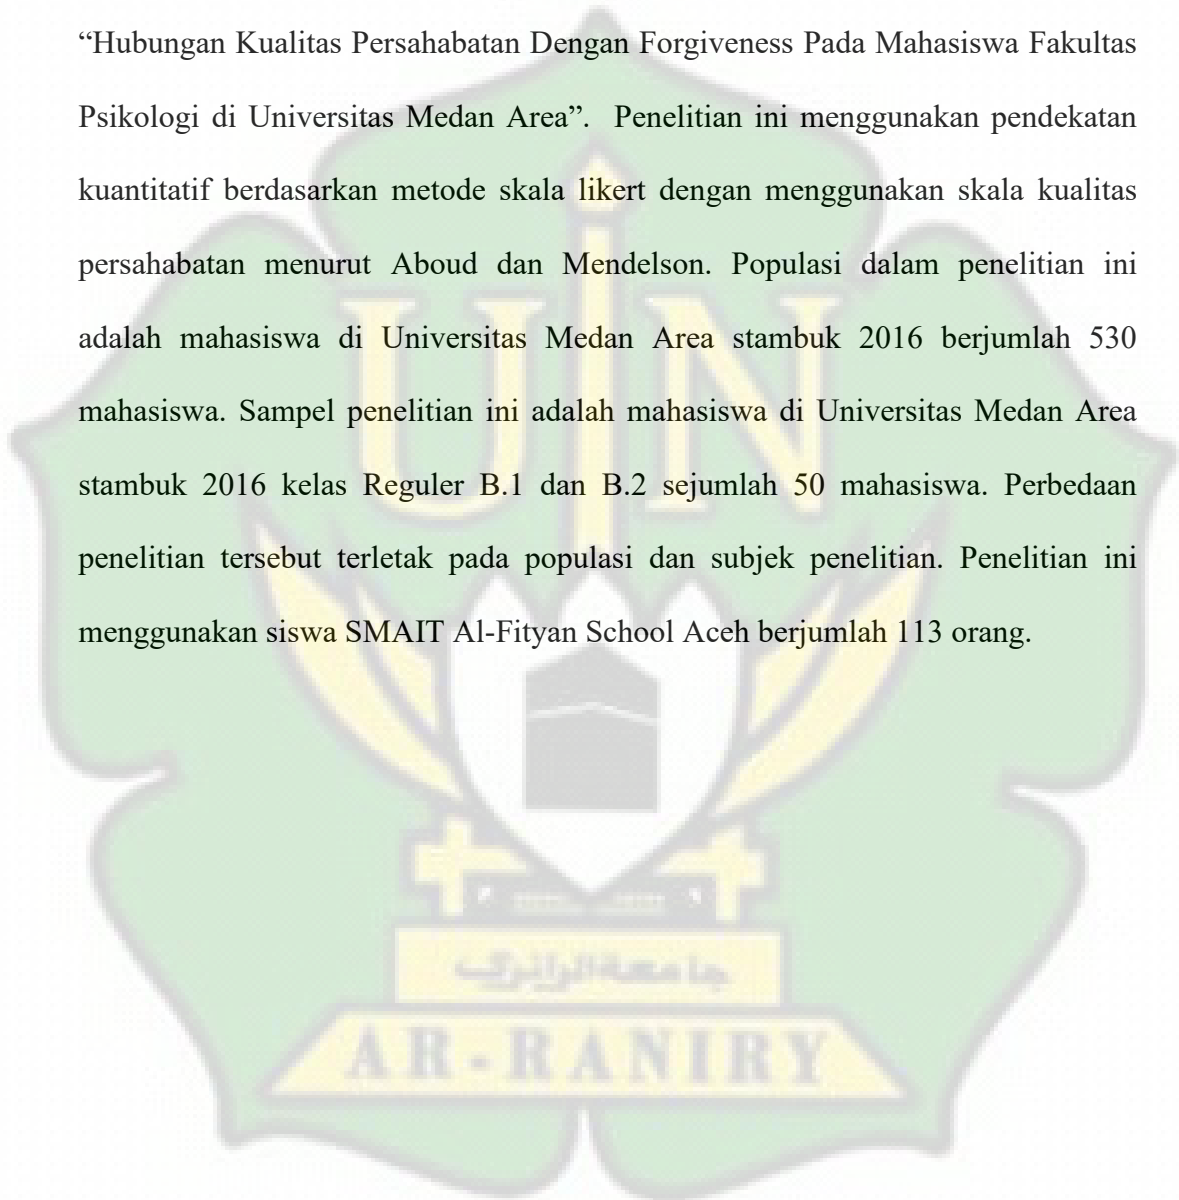 “Hubungan Kualitas Persahabatan Dengan Forgiveness Pada Mahasiswa Fakultas
Psikologi di Universitas Medan Area”. Penelitian ini menggunakan pendekatan
kuantitatif berdasarkan metode skala likert dengan menggunakan skala kualitas
persahabatan menurut Aboud dan Mendelson. Populasi dalam penelitian ini
adalah mahasiswa di Universitas Medan Area stambuk 2016 berjumlah 530
mahasiswa. Sampel penelitian ini adalah mahasiswa di Universitas Medan Area
stambuk 2016 kelas Reguler B.1 dan B.2 sejumlah 50 mahasiswa. Perbedaan
penelitian tersebut terletak pada populasi dan subjek penelitian. Penelitian ini
menggunakan siswa SMAIT Al-Fityan School Aceh berjumlah 113 orang.
UIN
جامعة الرانري
AR-RANIRY